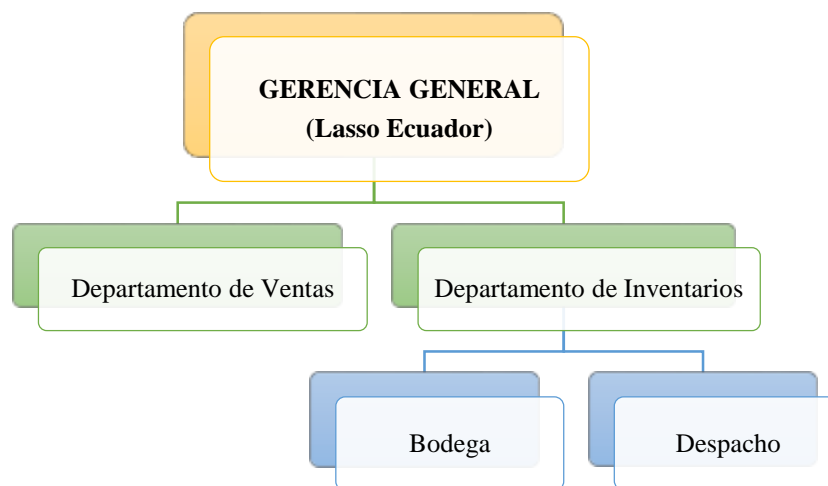 GERENCIA GENERAL
(Lasso Ecuador)
Departamento de Ventas
Departamento de Inventarios
Bodega
Despacho